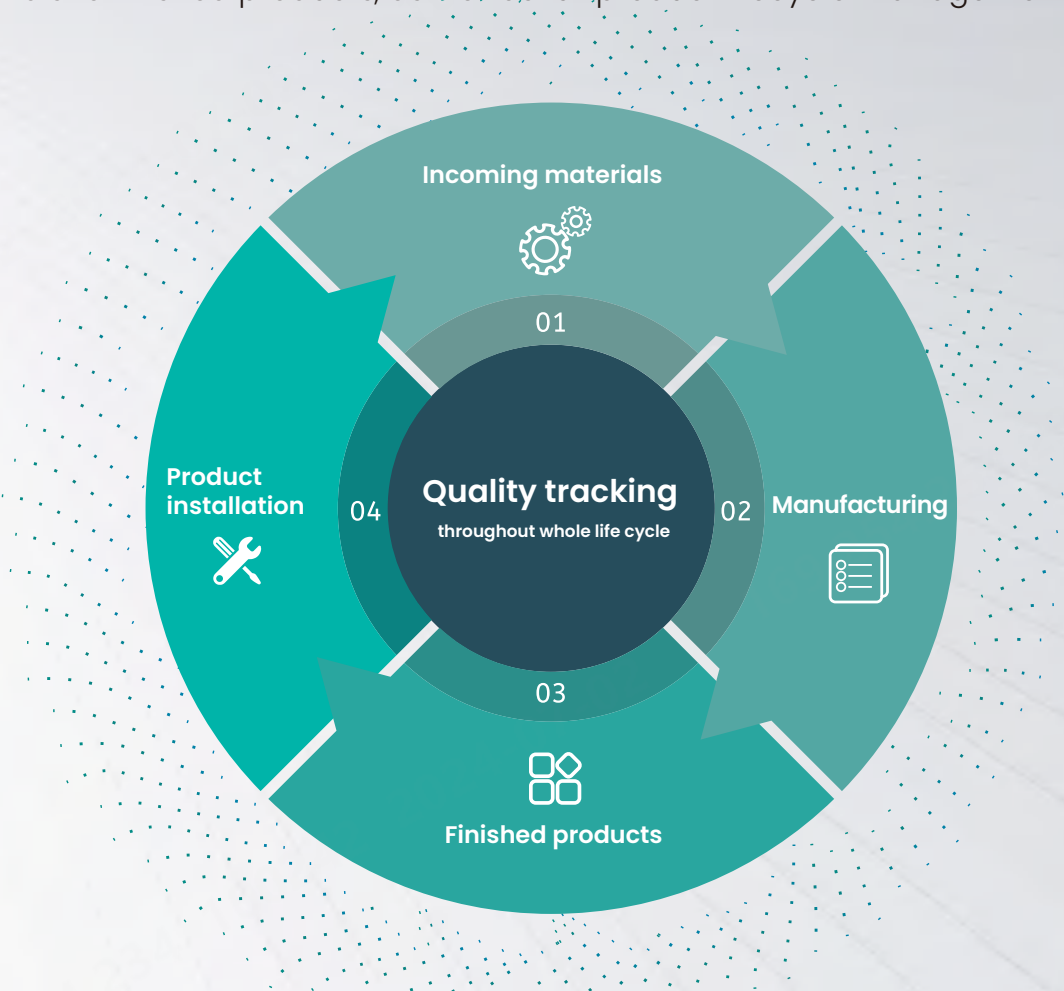 Incoming materials
01
Quality tracking
throughout whole life cycle
02
Manufacturing
03
Finished products
04
Product
installation